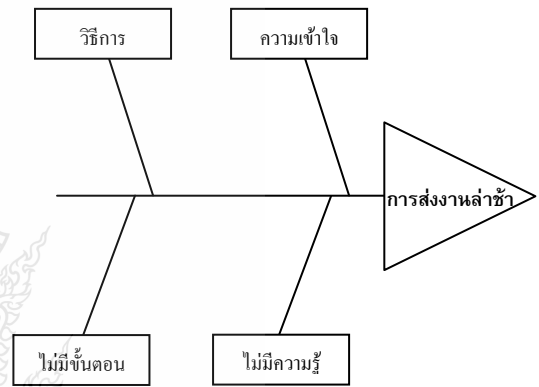 วิธีการ
ความเข้าใจ
การส่งงานล่าช้า
ไม่มีขั้นตอน
ไม่มีความรู้